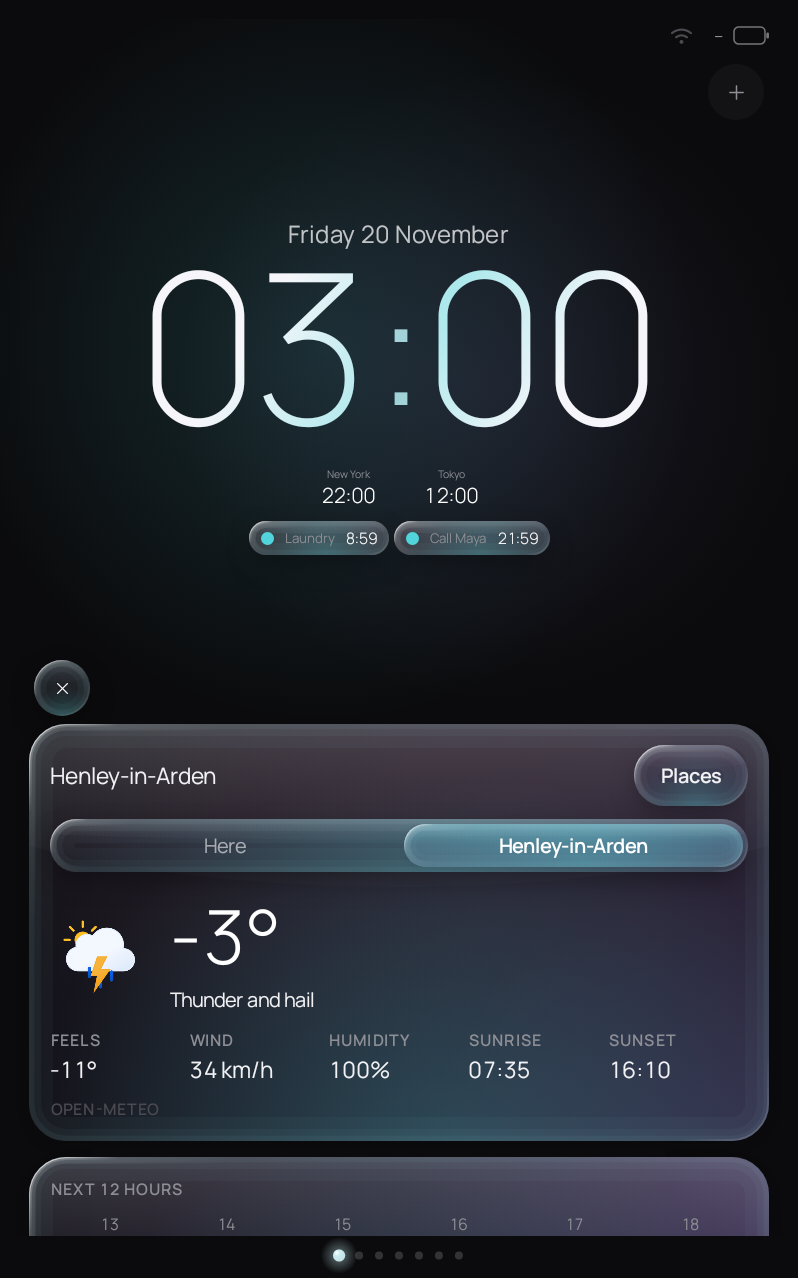 Friday 20 November
03:00
New York Tokyo
22:00 12:00
Laundry 8:59 Call Maya 21:59
Henley-in-Arden Places
Here Henley-in-Arden
-3°
Thunder and hail
FEELS WIND HUMIDITY SUNRISE SUNSET
-11° 34 km/h 100% 07:35 16:10
OPEN-METEO
NEXT 12 HOURS
13 14 15 16 17 18